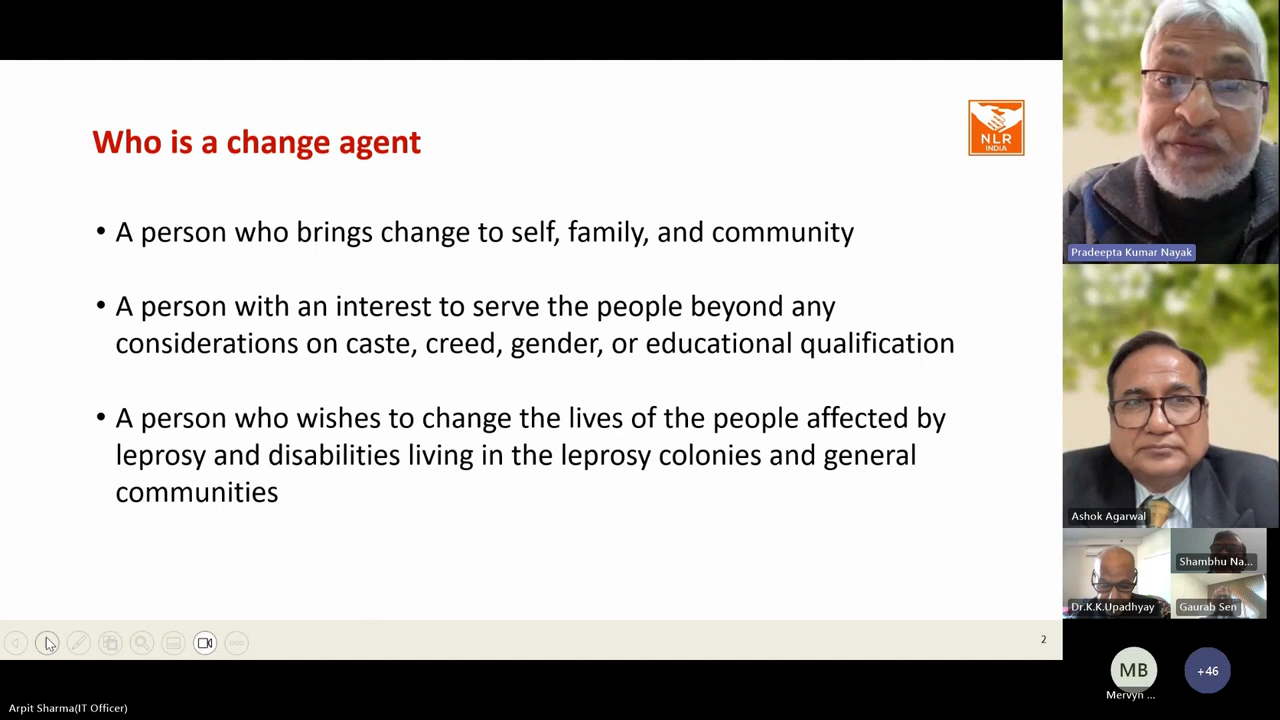 Who is a change agent
NLR
INDIA
• A person who brings change to self, family, and community
• A person with an interest to serve the people beyond any
considerations on caste, creed, gender, or educational qualification
• A person who wishes to change the lives of the people affected by
leprosy and disabilities living in the leprosy colonies and general
communities
2
Pradeepta Kumar Nayak
Ashok Agarwal
Shambhu Na...
Dr.K.K.Upadhyay
Gaurab Sen
MB
+46
Mervyn ...
Arpit Sharma(IT Officer)